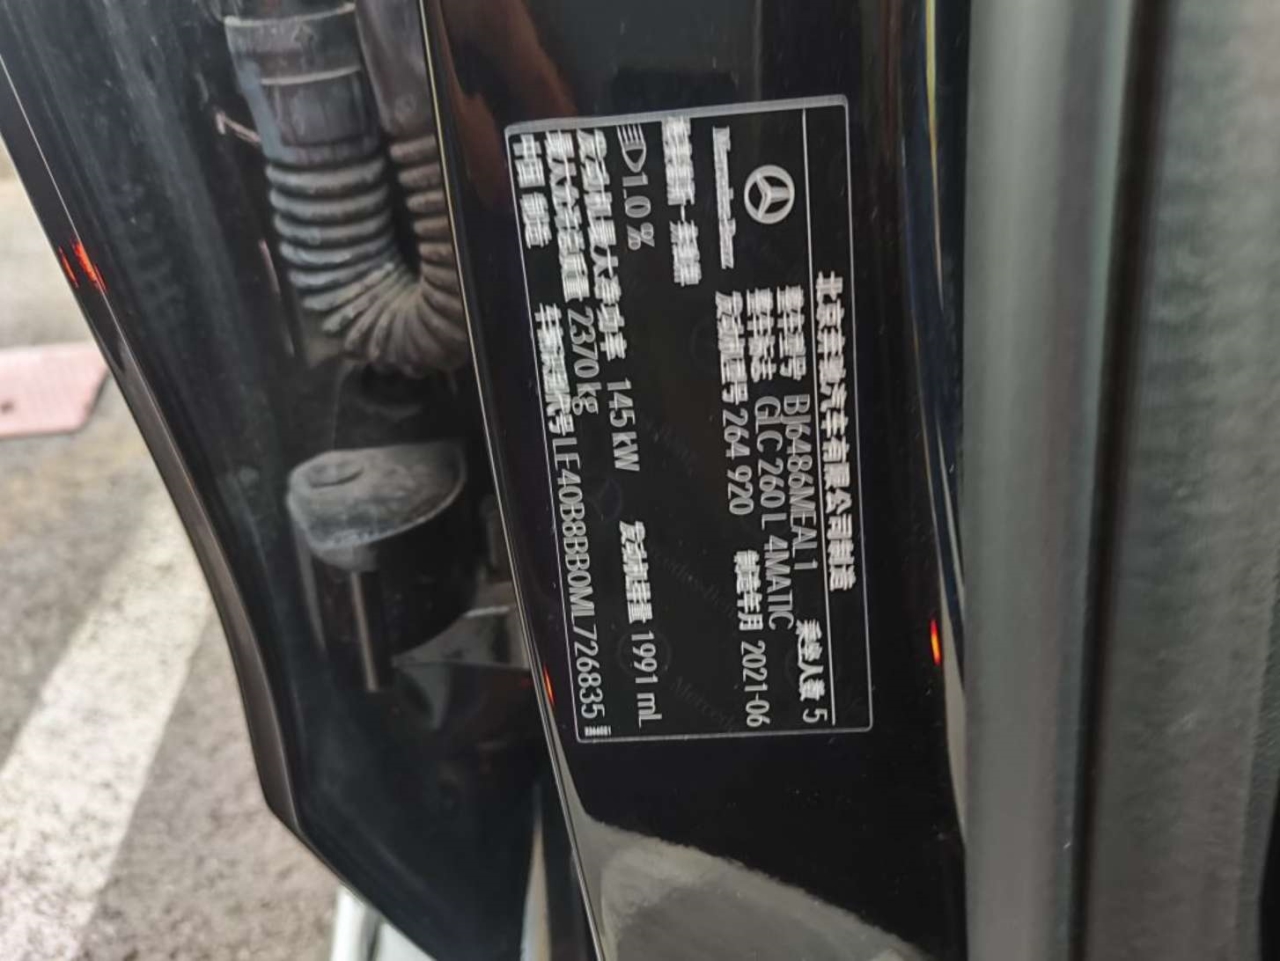 北京奔驰汽车有限公司制造
Mercedes-Benz
梅赛德斯-奔驰牌
整车型号 BJ6486MEAL1 乘坐人数 5
整车标志 GLC 260 L 4MATIC
发动机型号 264 920 制造年月 2021-06
1.0 %
发动机最大净功率 145 kW 发动机排量 1991 mL
最大允许总质量 2370 kg
中国 制造 车辆识别代号 LE40B8BB0ML726835